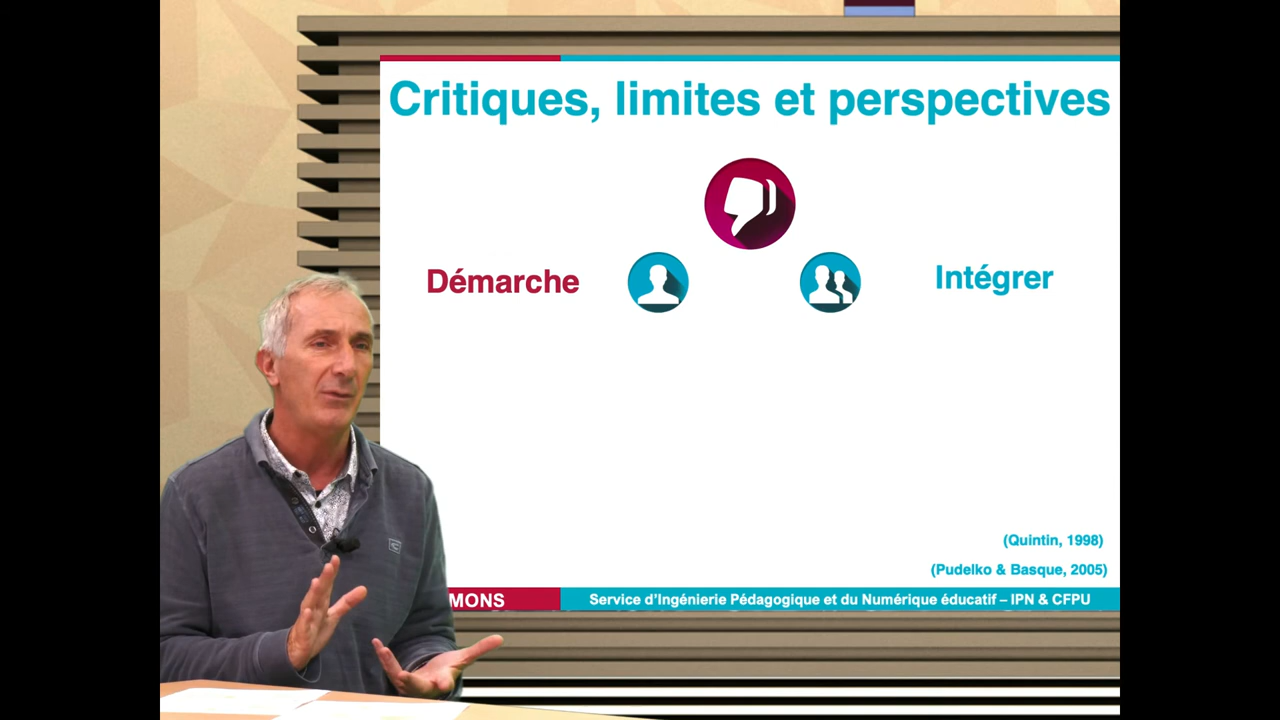 Critiques, limites et perspectives
Démarche
Intégrer
(Quintin, 1998)
(Pudelko & Basque, 2005)
MONS
Service d'Ingénierie Pédagogique et du Numérique éducatif – IPN & CFPU